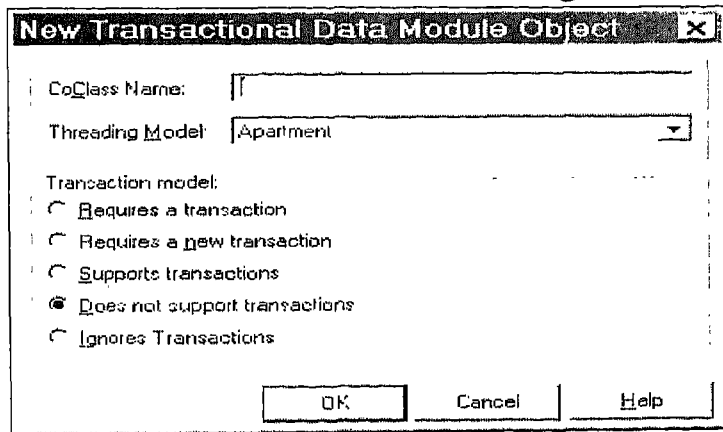 New Transactional Data Module Object
CoClass Name:
Threading Model: Apartment
Transaction model:
Requires a transaction
Requires a new transaction
Supports transactions
Does not support transactions
Ignores Transactions
OK Cancel Help